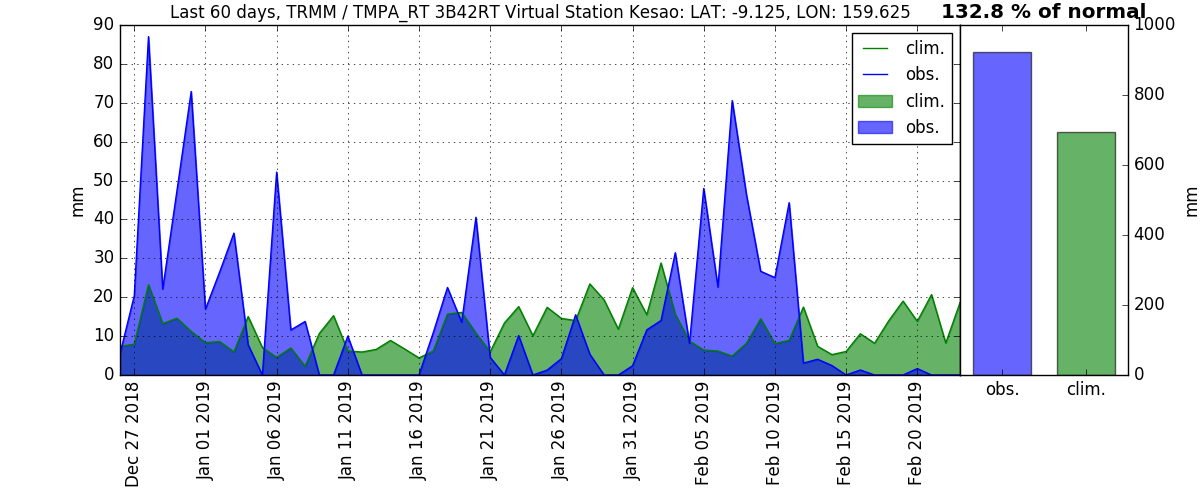 Last 60 days, TRMM / TMPA_RT 3B42RT Virtual Station Kesao: LAT: -9.125, LON: 159.625
132.8 % of normal
90
80
70
60
50
40
30
20
10
0
mm
clim.
obs.
clim.
obs.
Dec 27 2018
Jan 01 2019
Jan 06 2019
Jan 11 2019
Jan 16 2019
Jan 21 2019
Jan 26 2019
Jan 31 2019
Feb 05 2019
Feb 10 2019
Feb 15 2019
Feb 20 2019
1000
800
600
400
200
0
mm
obs.
clim.